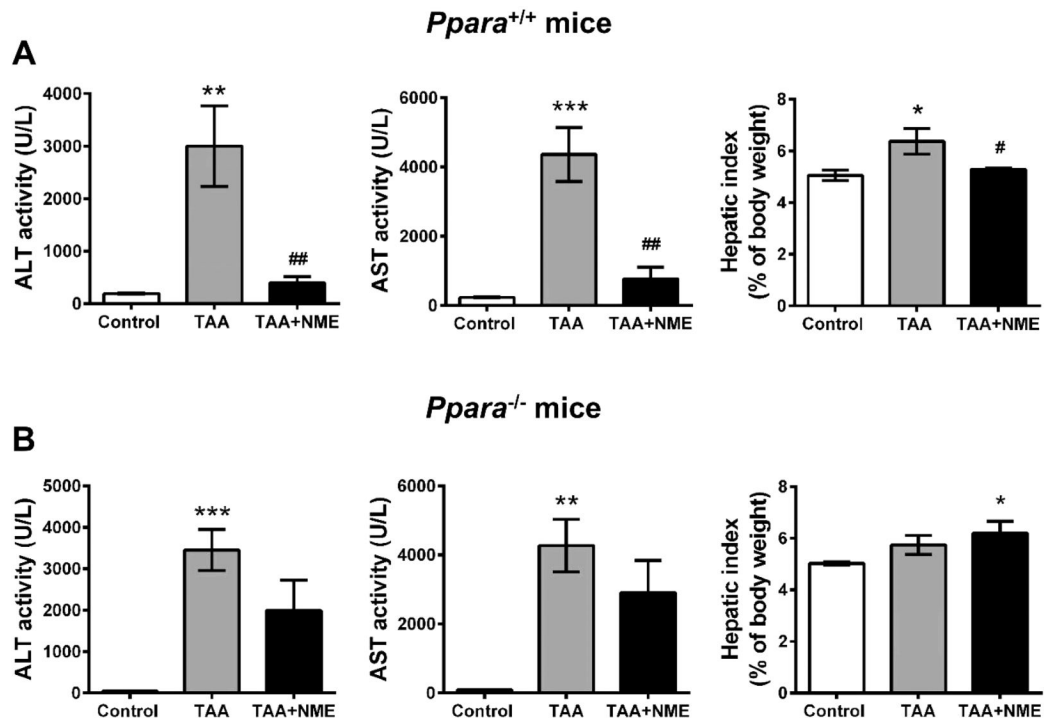 Ppara+/+ mice
A
ALT activity (U/L)
4000
3000
2000
1000
0
**
##
Control TAA TAA+NME
AST activity (U/L)
6000
4000
2000
0
***
##
Control TAA TAA+NME
Hepatic index
(% of body weight)
8
6
4
2
0
*
#
Control TAA TAA+NME
Ppara-/- mice
B
ALT activity (U/L)
5000
4000
3000
2000
1000
0
***
Control TAA TAA+NME
AST activity (U/L)
6000
4000
2000
0
**
Control TAA TAA+NME
Hepatic index
(% of body weight)
8
6
4
2
0
*
Control TAA TAA+NME